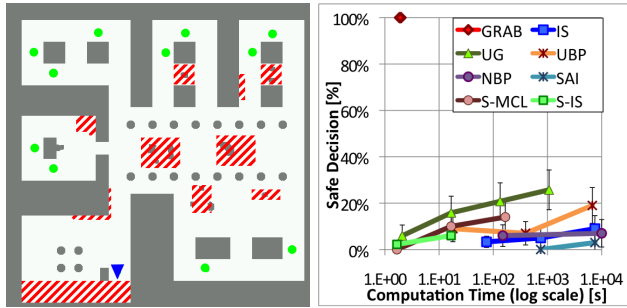 100%
80%
60%
40%
20%
0%
Safe Decision [%]
GRAB IS
UG UBP
NBP SAI
S-MCL S-IS
1.E+00 1.E+01 1.E+02 1.E+03 1.E+04
Computation Time (log scale) [s]